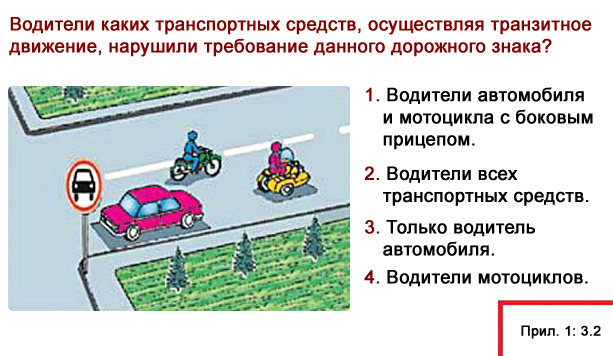 Водители каких транспортных средств, осуществляя транзитное
движение, нарушили требование данного дорожного знака?
1. Водители автомобиля
и мотоцикла с боковым
прицепом.
2. Водители всех
транспортных средств.
3. Только водитель
автомобиля.
4. Водители мотоциклов.
Прил. 1: 3.2